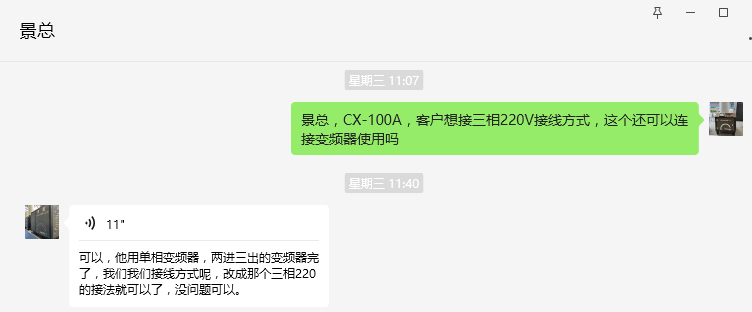 景总
星期三 11:07
景总，CX-100A，客户想接三相220V接线方式，这个还可以连
接变频器使用吗
星期三 11:40
11"
可以，他用单相变频器，两进三出的变频器完
了，我们我们接线方式呢，改成那个三相220
的接法就可以了，没问题可以。